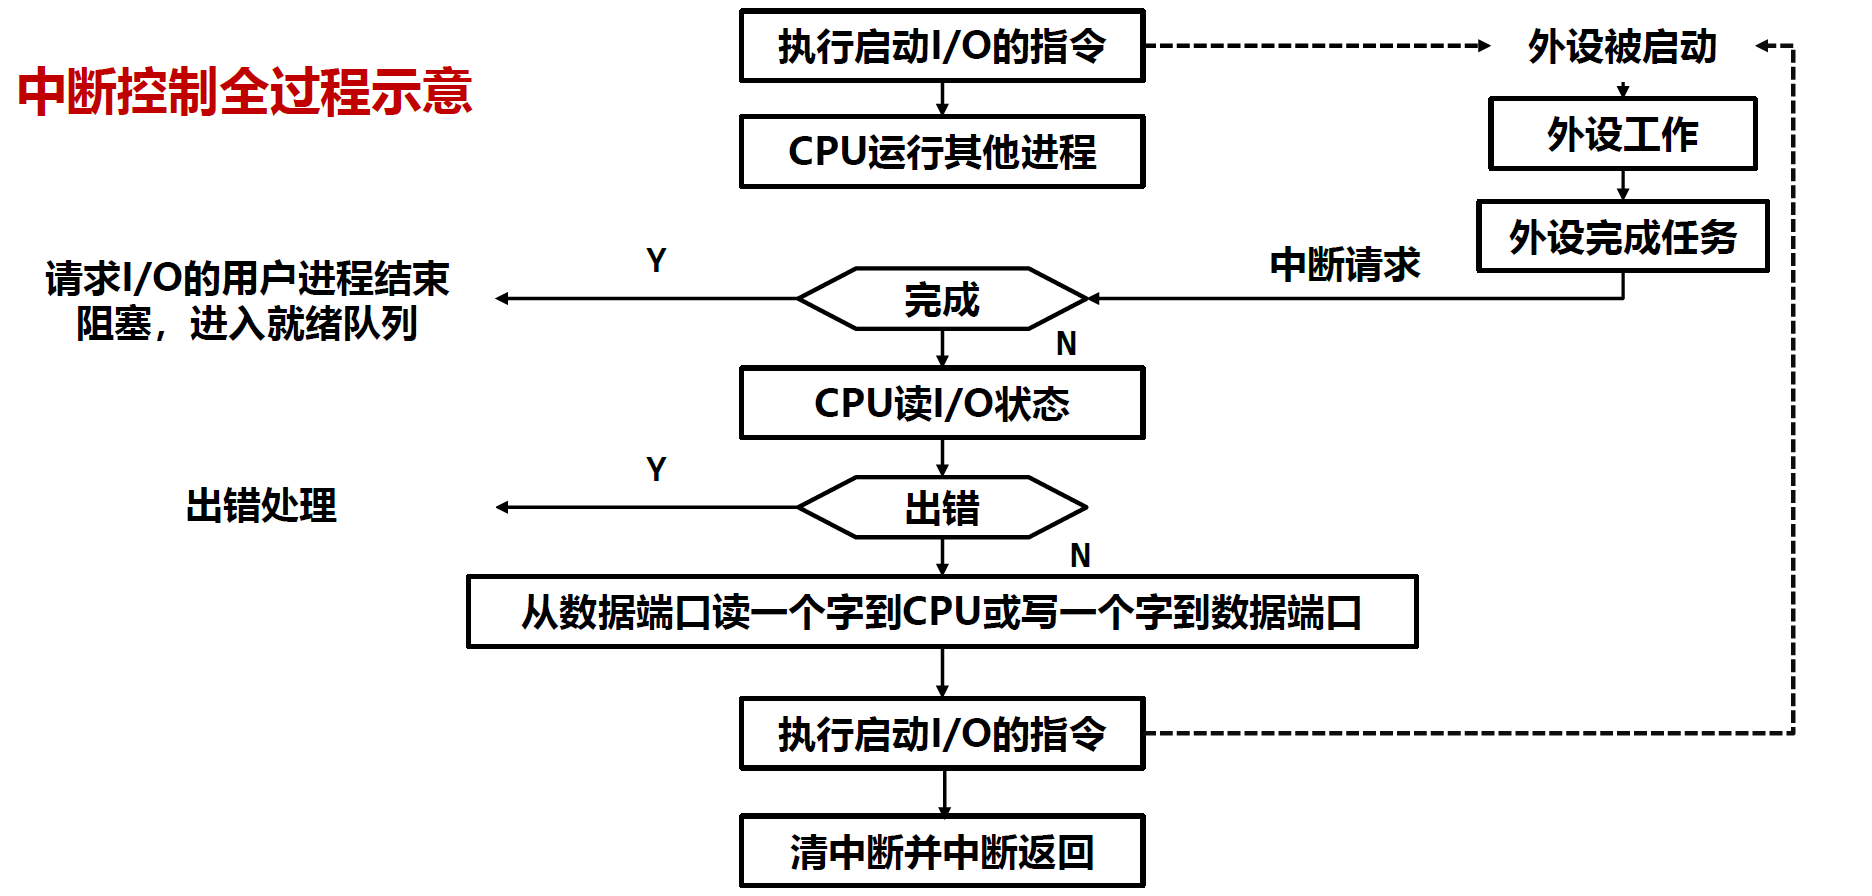 中断控制全过程示意
执行启动I/O的指令
外设被启动
CPU运行其他进程
外设工作
外设完成任务
中断请求
Y
请求I/O的用户进程结束
阻塞，进入就绪队列
完成
N
CPU读I/O状态
Y
出错处理
出错
N
从数据端口读一个字到CPU或写一个字到数据端口
执行启动I/O的指令
清中断并中断返回